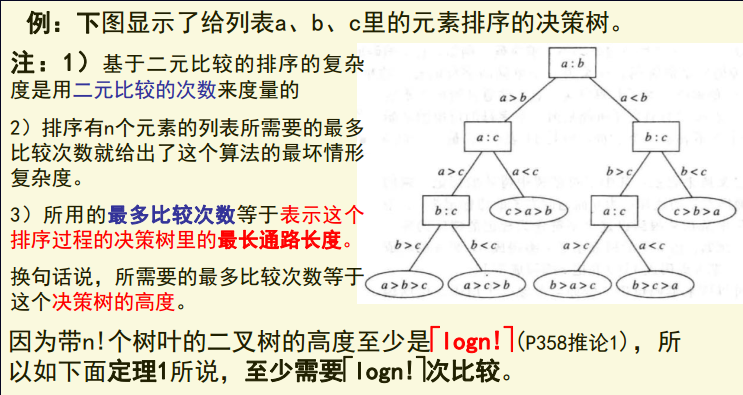 例：下图显示了给列表a、b、c里的元素排序的决策树。
注：1）基于二元比较的排序的复杂
度是用二元比较的次数来度量的
2）排序有n个元素的列表所需要的最多
比较次数就给出了这个算法的最坏情形
复杂度。
3）所用的最多比较次数等于表示这个
排序过程的决策树里的最长通路长度。
换句话说，所需要的最多比较次数等于
这个决策树的高度。
a:b
a>b
a<b
a:c
b:c
a>c
a<c
b>c
b<c
b:c
c>a>b
a:c
c>b>a
b>c
b<c
a>c
a<c
a>b>c
a>c>b
b>a>c
b>c>a
因为带n!个树叶的二叉树的高度至少是⌈logn!⌉(P358推论1)，所
以如下面定理1所说，至少需要⌈logn!⌉次比较。